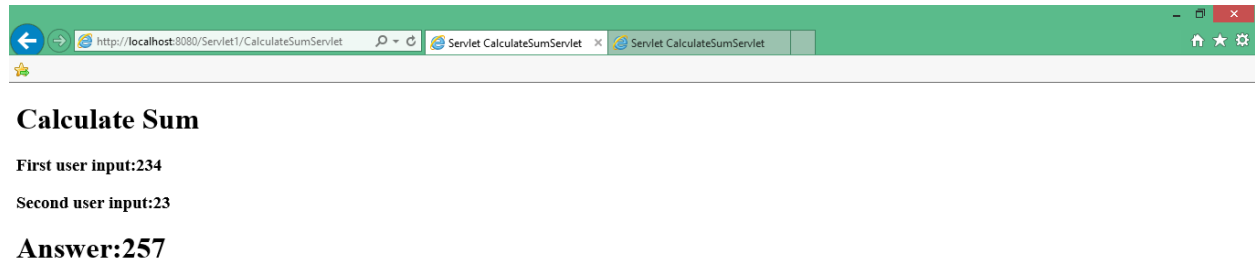 http://localhost:8080/Servlet1/CalculateSumServlet
Servlet CalculateSumServlet
Servlet CalculateSumServlet
Calculate Sum
First user input:234
Second user input:23
Answer:257